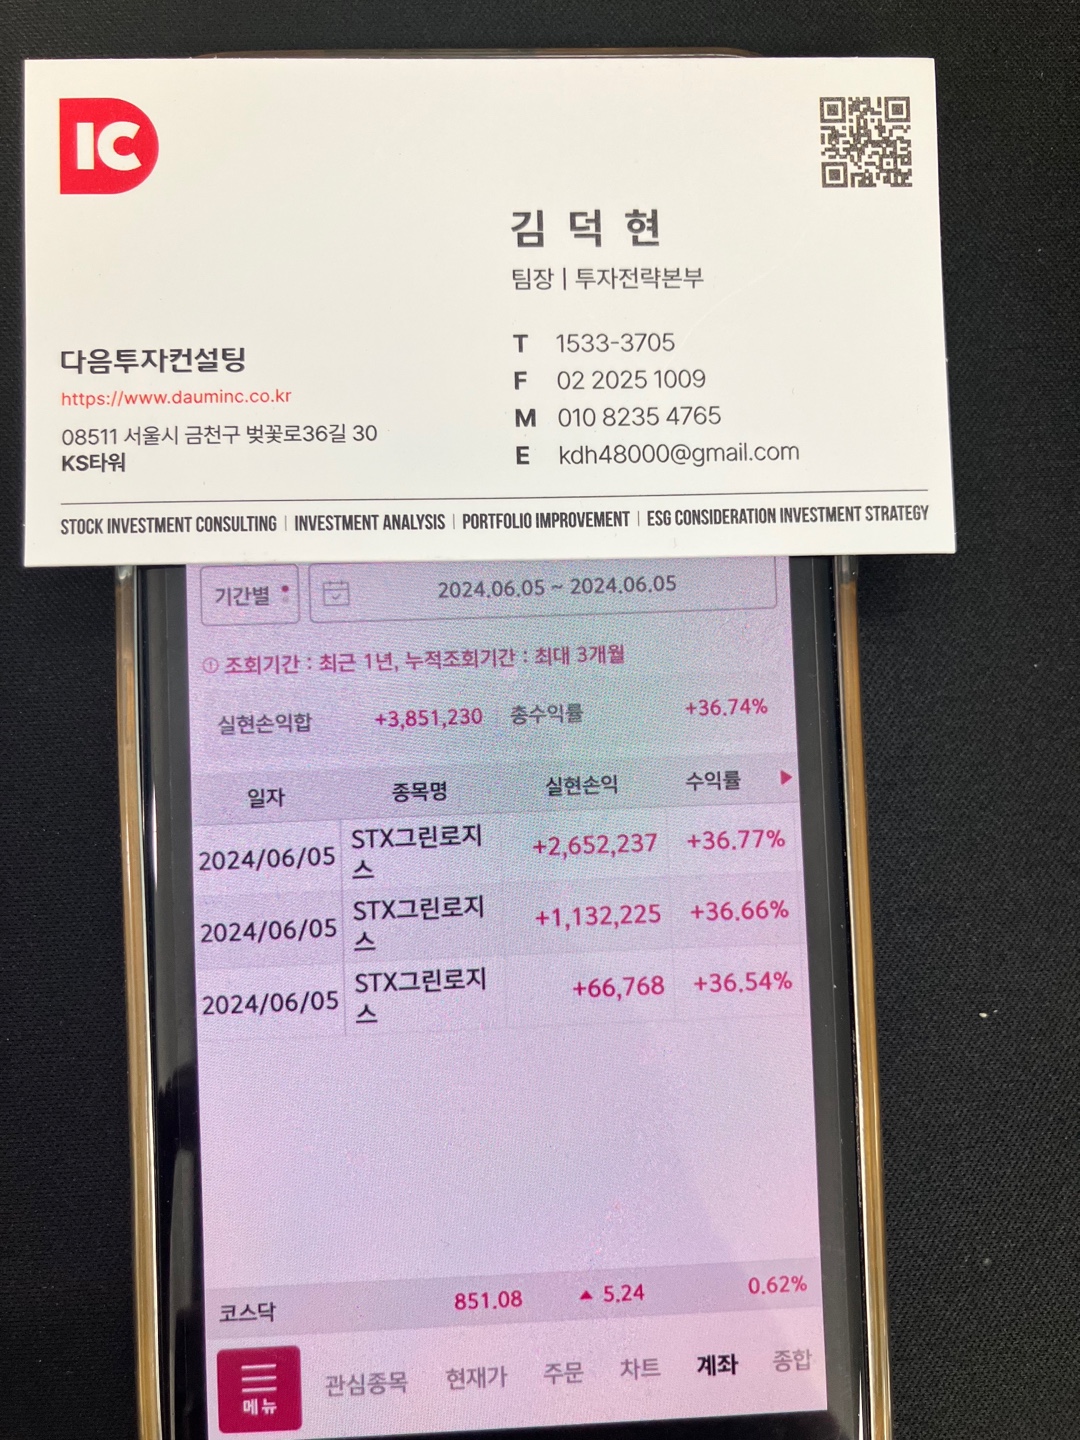 IC
김덕현
팀장 | 투자전략본부
다음투자컨설팅
https://www.dauminc.co.kr
08511 서울시 금천구 벚꽃로36길 30
KS타워
T 1533-3705
F 02 2025 1009
M 010 8235 4765
E kdh48000@gmail.com
STOCK INVESTMENT CONSULTING | INVESTMENT ANALYSIS | PORTFOLIO IMPROVEMENT | ESG CONSIDERATION INVESTMENT STRATEGY
기간별 2024.06.05 ~ 2024.06.05
조회기간 : 최근 1년, 누적조회기간 : 최대 3개월
실현손익합 +3,851,230 총수익률 +36.74%
일자 종목명 실현손익 수익률
2024/06/05 STX그린로지스 +2,652,237 +36.77%
2024/06/05 STX그린로지스 +1,132,225 +36.66%
2024/06/05 STX그린로지스 +66,768 +36.54%
코스닥 851.08 ▲ 5.24 0.62%
메뉴 관심종목 현재가 주문 차트 계좌 종합